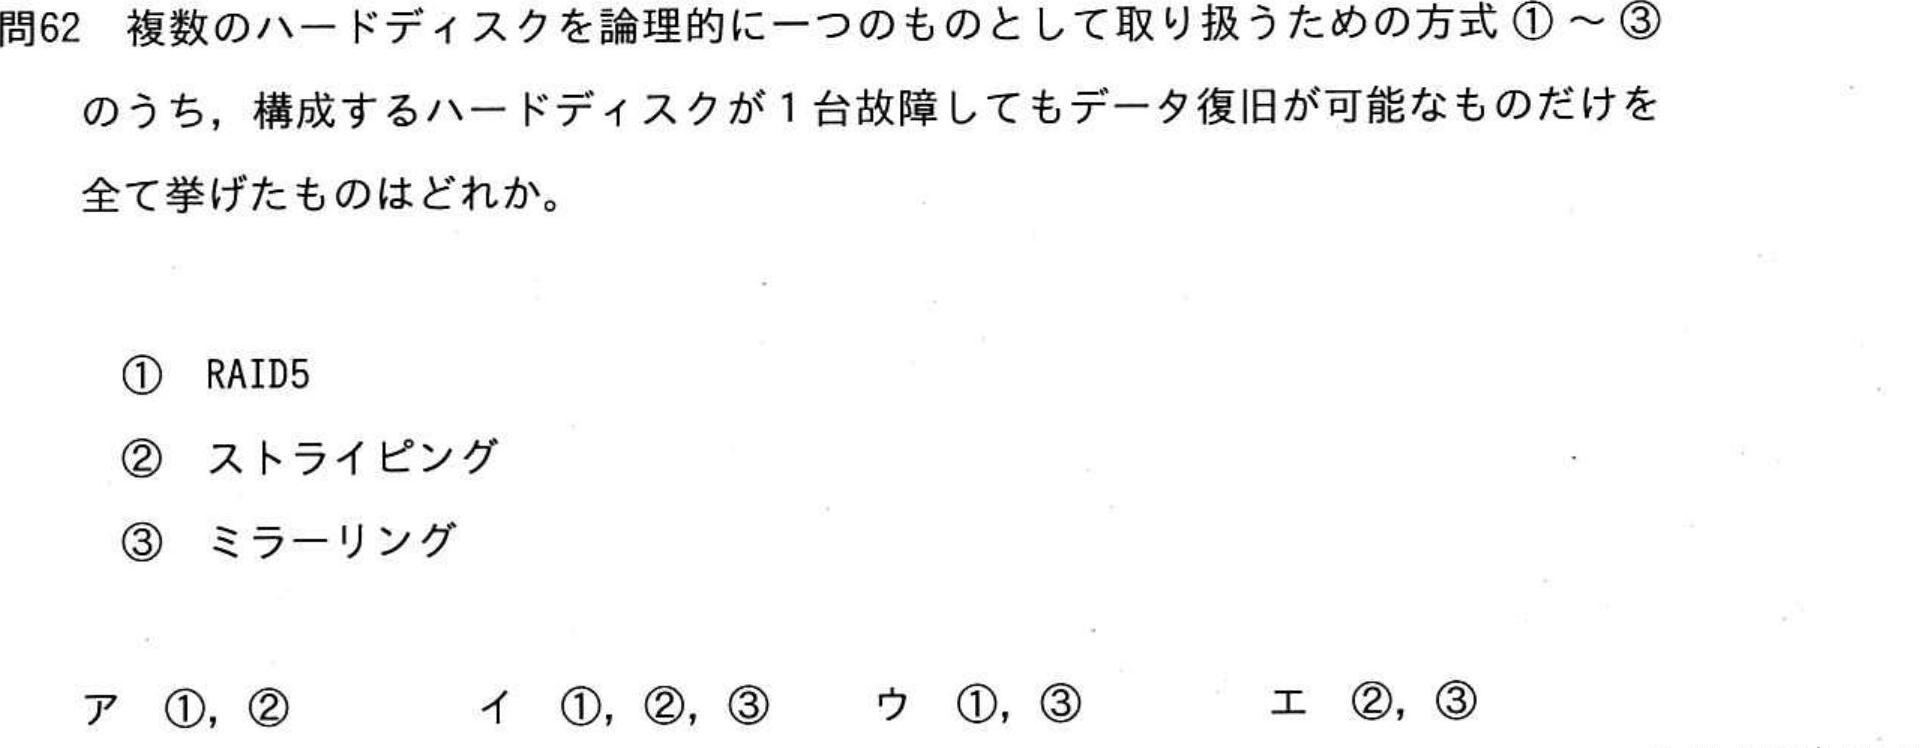 問62 複数のハードディスクを論理的に一つのものとして取り扱うための方式 ① ～ ③
のうち，構成するハードディスクが１台故障してもデータ復旧が可能なものだけを
全て挙げたものはどれか。
① RAID5
② ストライピング
③ ミラーリング
ア ①，② イ ①，②，③ ウ ①，③ エ ②，③